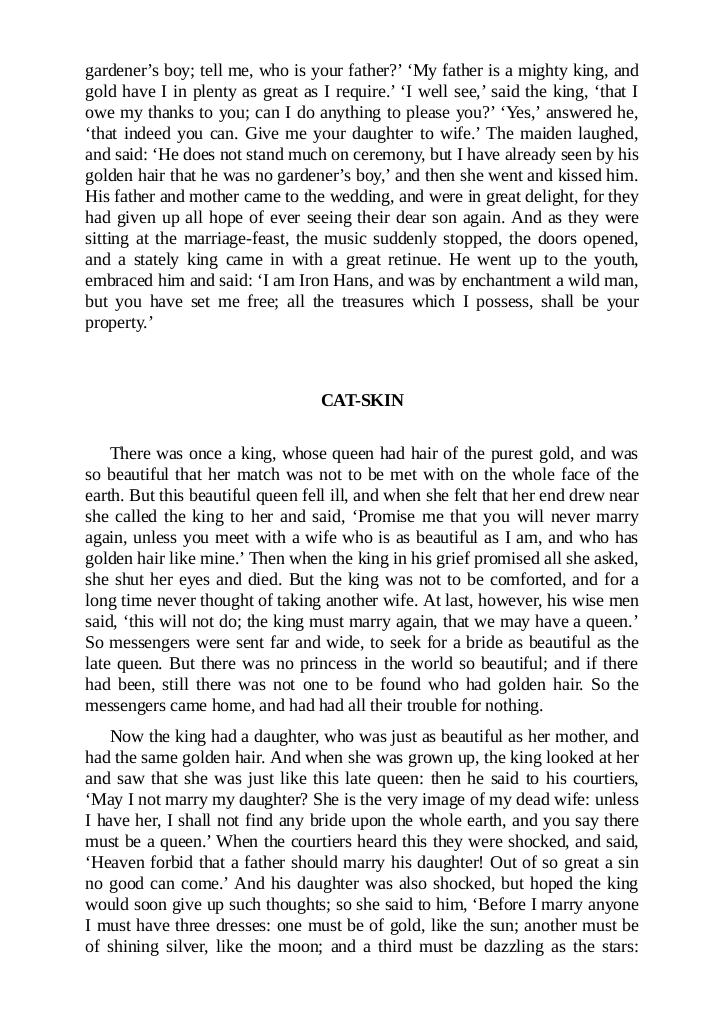 gardener’s boy; tell me, who is your father?’ ‘My father is a mighty king, and
gold have I in plenty as great as I require.’ ‘I well see,’ said the king, ‘that I
owe my thanks to you; can I do anything to please you?’ ‘Yes,’ answered he,
‘that indeed you can. Give me your daughter to wife.’ The maiden laughed,
and said: ‘He does not stand much on ceremony, but I have already seen by his
golden hair that he was no gardener’s boy,’ and then she went and kissed him.
His father and mother came to the wedding, and were in great delight, for they
had given up all hope of ever seeing their dear son again. And as they were
sitting at the marriage-feast, the music suddenly stopped, the doors opened,
and a stately king came in with a great retinue. He went up to the youth,
embraced him and said: ‘I am Iron Hans, and was by enchantment a wild man,
but you have set me free; all the treasures which I possess, shall be your
property.’
CAT-SKIN
There was once a king, whose queen had hair of the purest gold, and was
so beautiful that her match was not to be met with on the whole face of the
earth. But this beautiful queen fell ill, and when she felt that her end drew near
she called the king to her and said, ‘Promise me that you will never marry
again, unless you meet with a wife who is as beautiful as I am, and who has
golden hair like mine.’ Then when the king in his grief promised all she asked,
she shut her eyes and died. But the king was not to be comforted, and for a
long time never thought of taking another wife. At last, however, his wise men
said, ‘this will not do; the king must marry again, that we may have a queen.’
So messengers were sent far and wide, to seek for a bride as beautiful as the
late queen. But there was no princess in the world so beautiful; and if there
had been, still there was not one to be found who had golden hair. So the
messengers came home, and had had all their trouble for nothing.
Now the king had a daughter, who was just as beautiful as her mother, and
had the same golden hair. And when she was grown up, the king looked at her
and saw that she was just like this late queen: then he said to his courtiers,
‘May I not marry my daughter? She is the very image of my dead wife: unless
I have her, I shall not find any bride upon the whole earth, and you say there
must be a queen.’ When the courtiers heard this they were shocked, and said,
‘Heaven forbid that a father should marry his daughter! Out of so great a sin
no good can come.’ And his daughter was also shocked, but hoped the king
would soon give up such thoughts; so she said to him, ‘Before I marry anyone
I must have three dresses: one must be of gold, like the sun; another must be
of shining silver, like the moon; and a third must be dazzling as the stars: